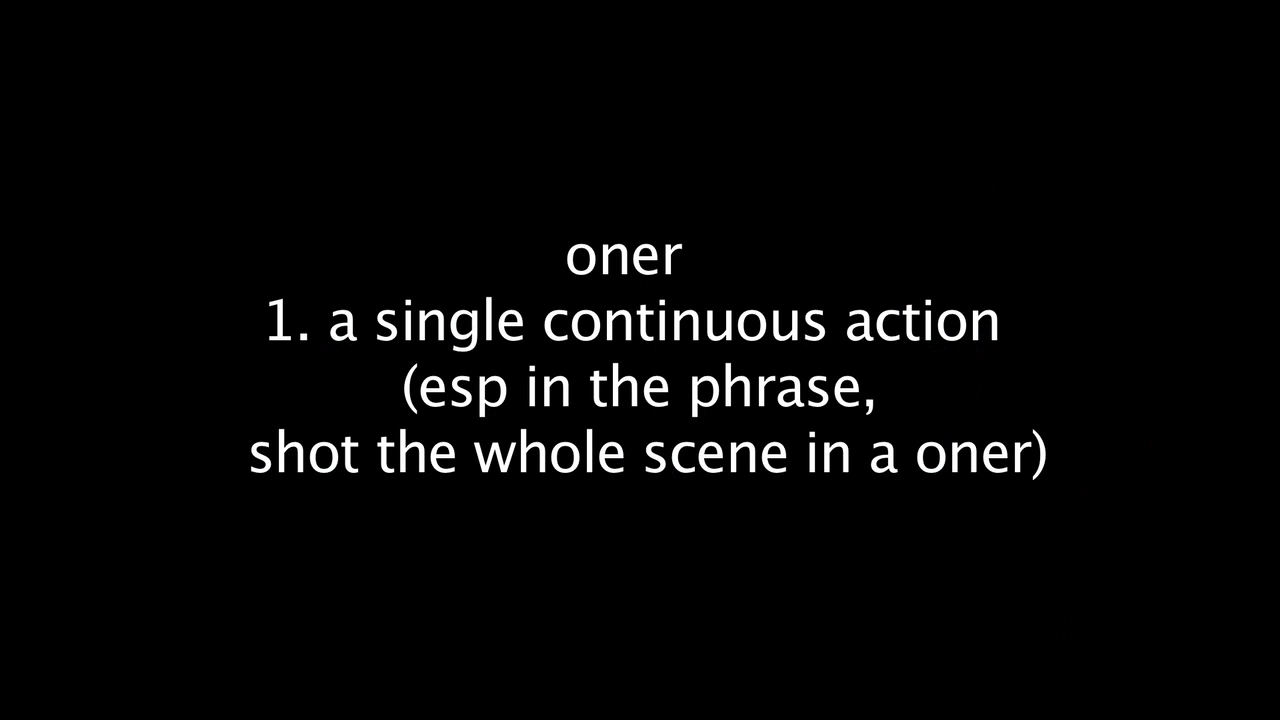 oner
1. a single continuous action
(esp in the phrase,
shot the whole scene in a oner)